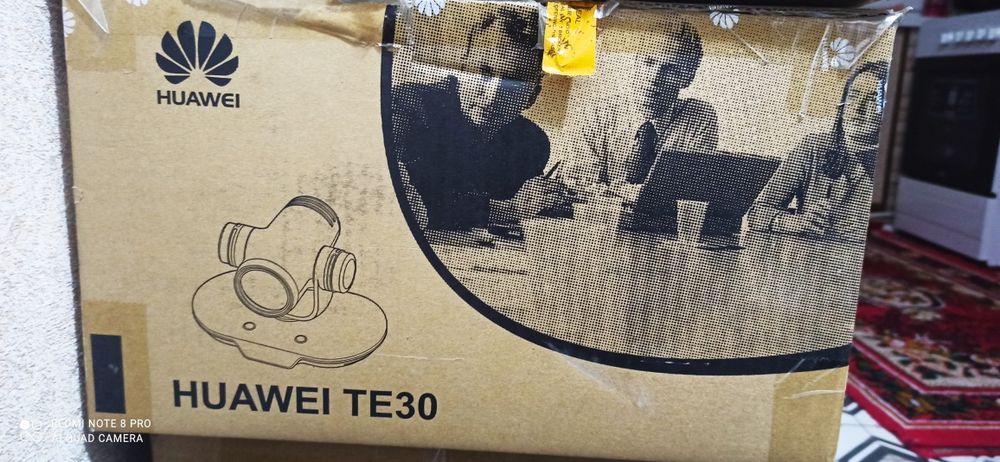 HUAWEI
HUAWEI TE30
REDMI NOTE 8 PRO
AI QUAD CAMERA